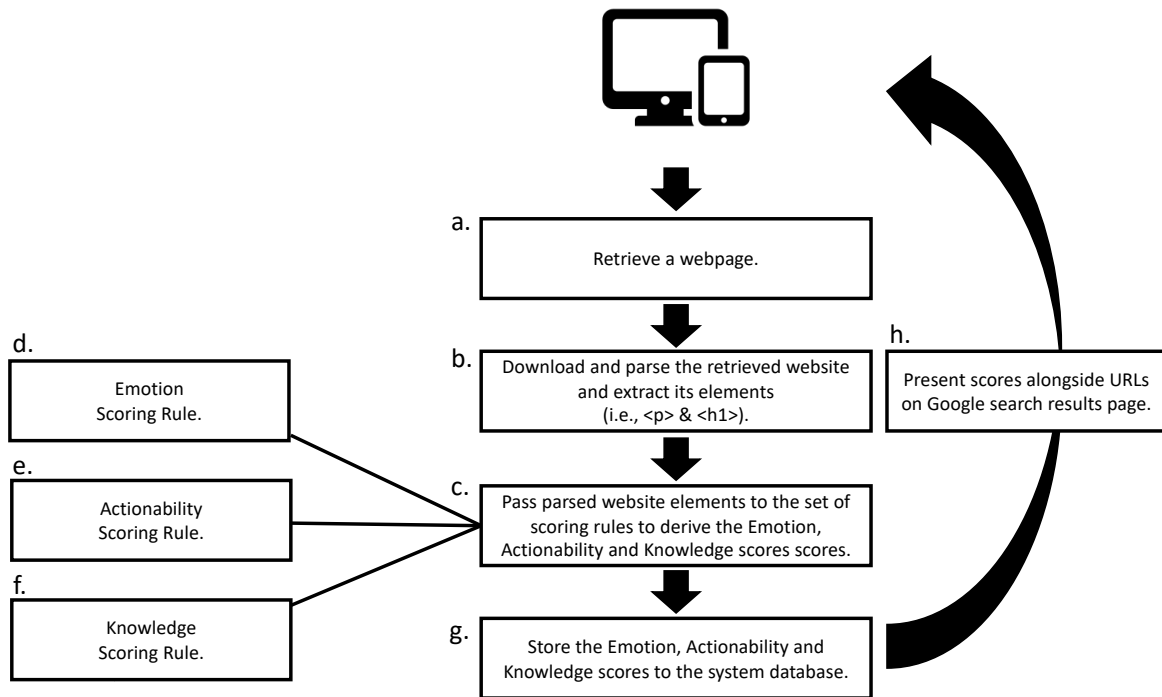 a.
Retrieve a webpage.
b.
Download and parse the retrieved website
and extract its elements
(i.e., <p> & <h1>).
c.
Pass parsed website elements to the set of
scoring rules to derive the Emotion,
Actionability and Knowledge scores scores.
d.
Emotion
Scoring Rule.
e.
Actionability
Scoring Rule.
f.
Knowledge
Scoring Rule.
g.
Store the Emotion, Actionability and
Knowledge scores to the system database.
h.
Present scores alongside URLs
on Google search results page.